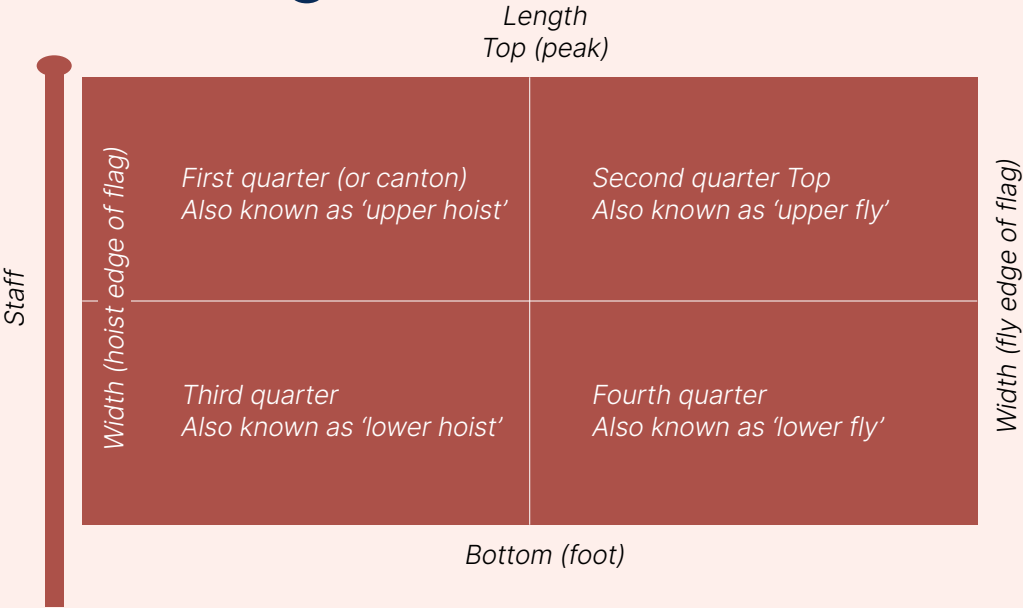 Length
Top (peak)
Staff
Width (hoist edge of flag)
First quarter (or canton)
Also known as ‘upper hoist’
Second quarter Top
Also known as ‘upper fly’
Width (fly edge of flag)
Third quarter
Also known as ‘lower hoist’
Fourth quarter
Also known as ‘lower fly’
Bottom (foot)